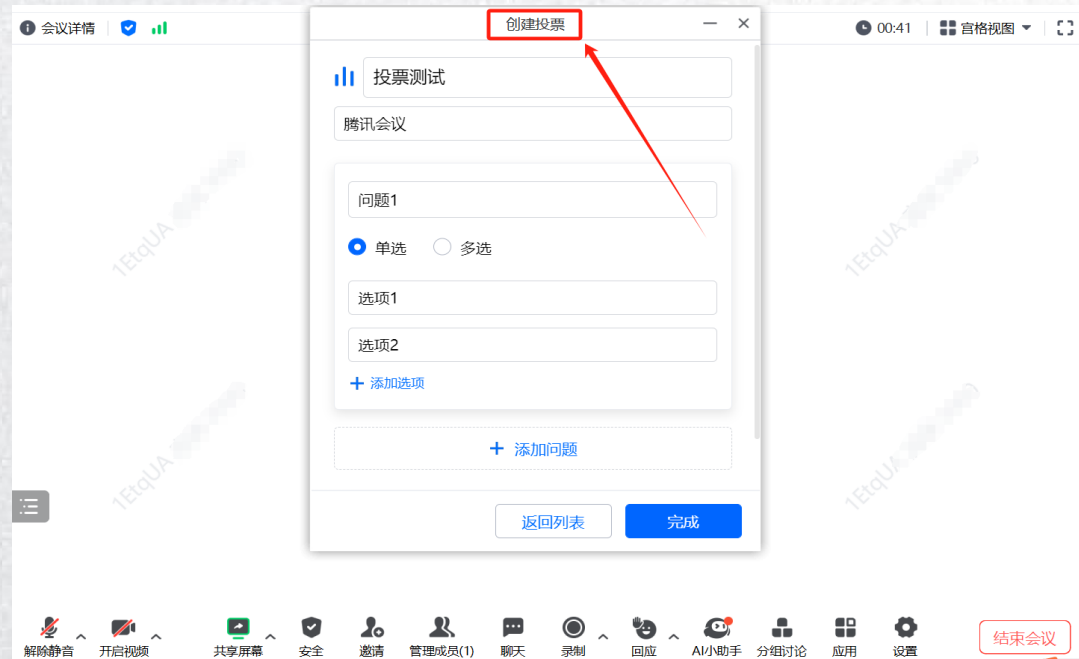 会议详情
创建投票
00:41
宫格视图
投票测试
腾讯会议
问题1
单选 多选
选项1
选项2
添加选项
添加问题
返回列表 完成
1EtqUA
1EtqUA
1EtqUA
1EtqUA
解除静音 开启视频 共享屏幕 安全 邀请 管理成员(1) 聊天 录制 回应 AI小助手 分组讨论 应用 设置 结束会议